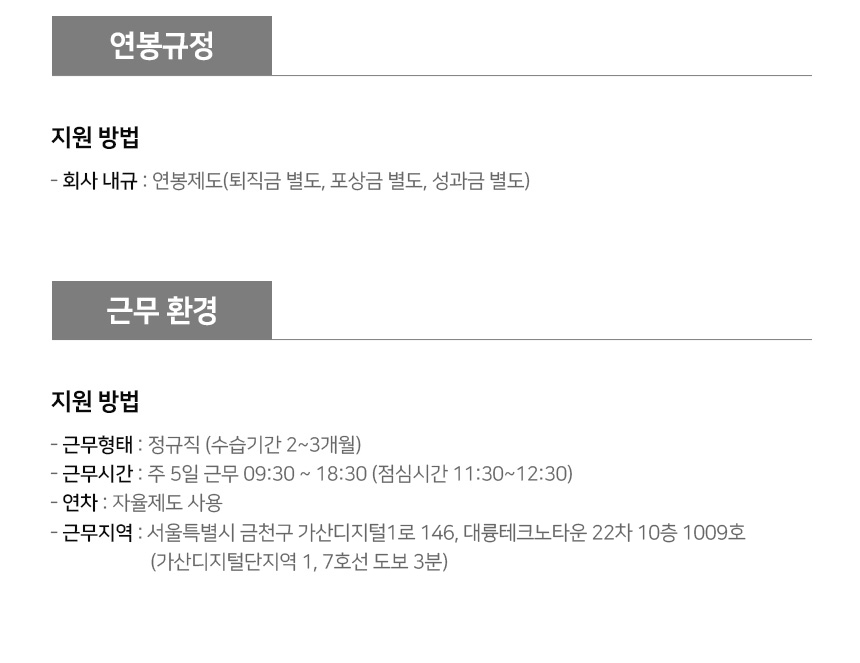 연봉규정
지원 방법
- 회사 내규 : 연봉제도(퇴직금 별도, 포상금 별도, 성과금 별도)
근무 환경
지원 방법
- 근무형태 : 정규직 (수습기간 2~3개월)
- 근무시간 : 주 5일 근무 09:30 ~ 18:30 (점심시간 11:30~12:30)
- 연차 : 자율제도 사용
- 근무지역 : 서울특별시 금천구 가산디지털1로 146, 대륭테크노타운 22차 10층 1009호
(가산디지털단지역 1, 7호선 도보 3분)